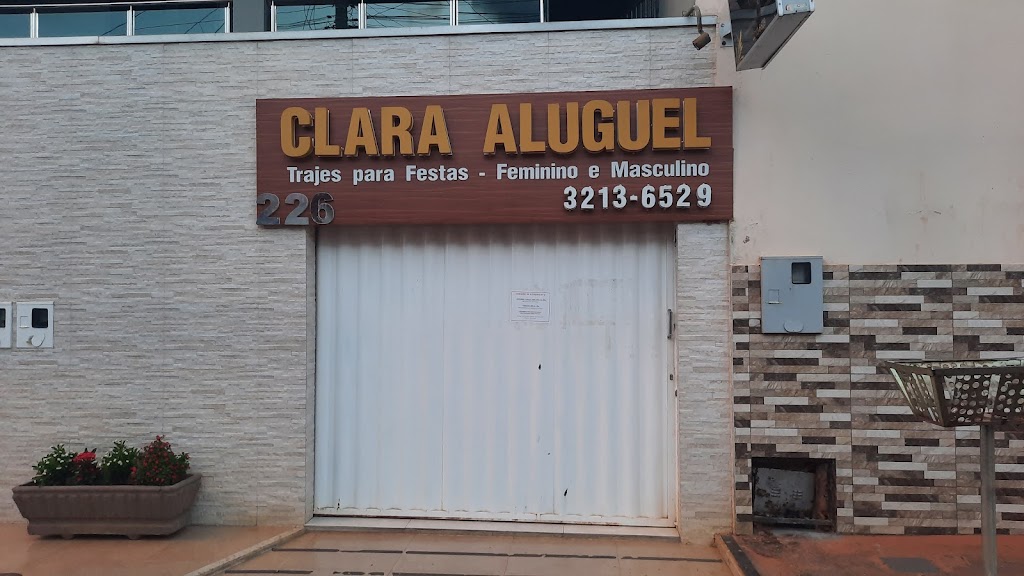 CLARA ALUGUEL
Trajes para Festas - Feminino e Masculino
226
3213-6529